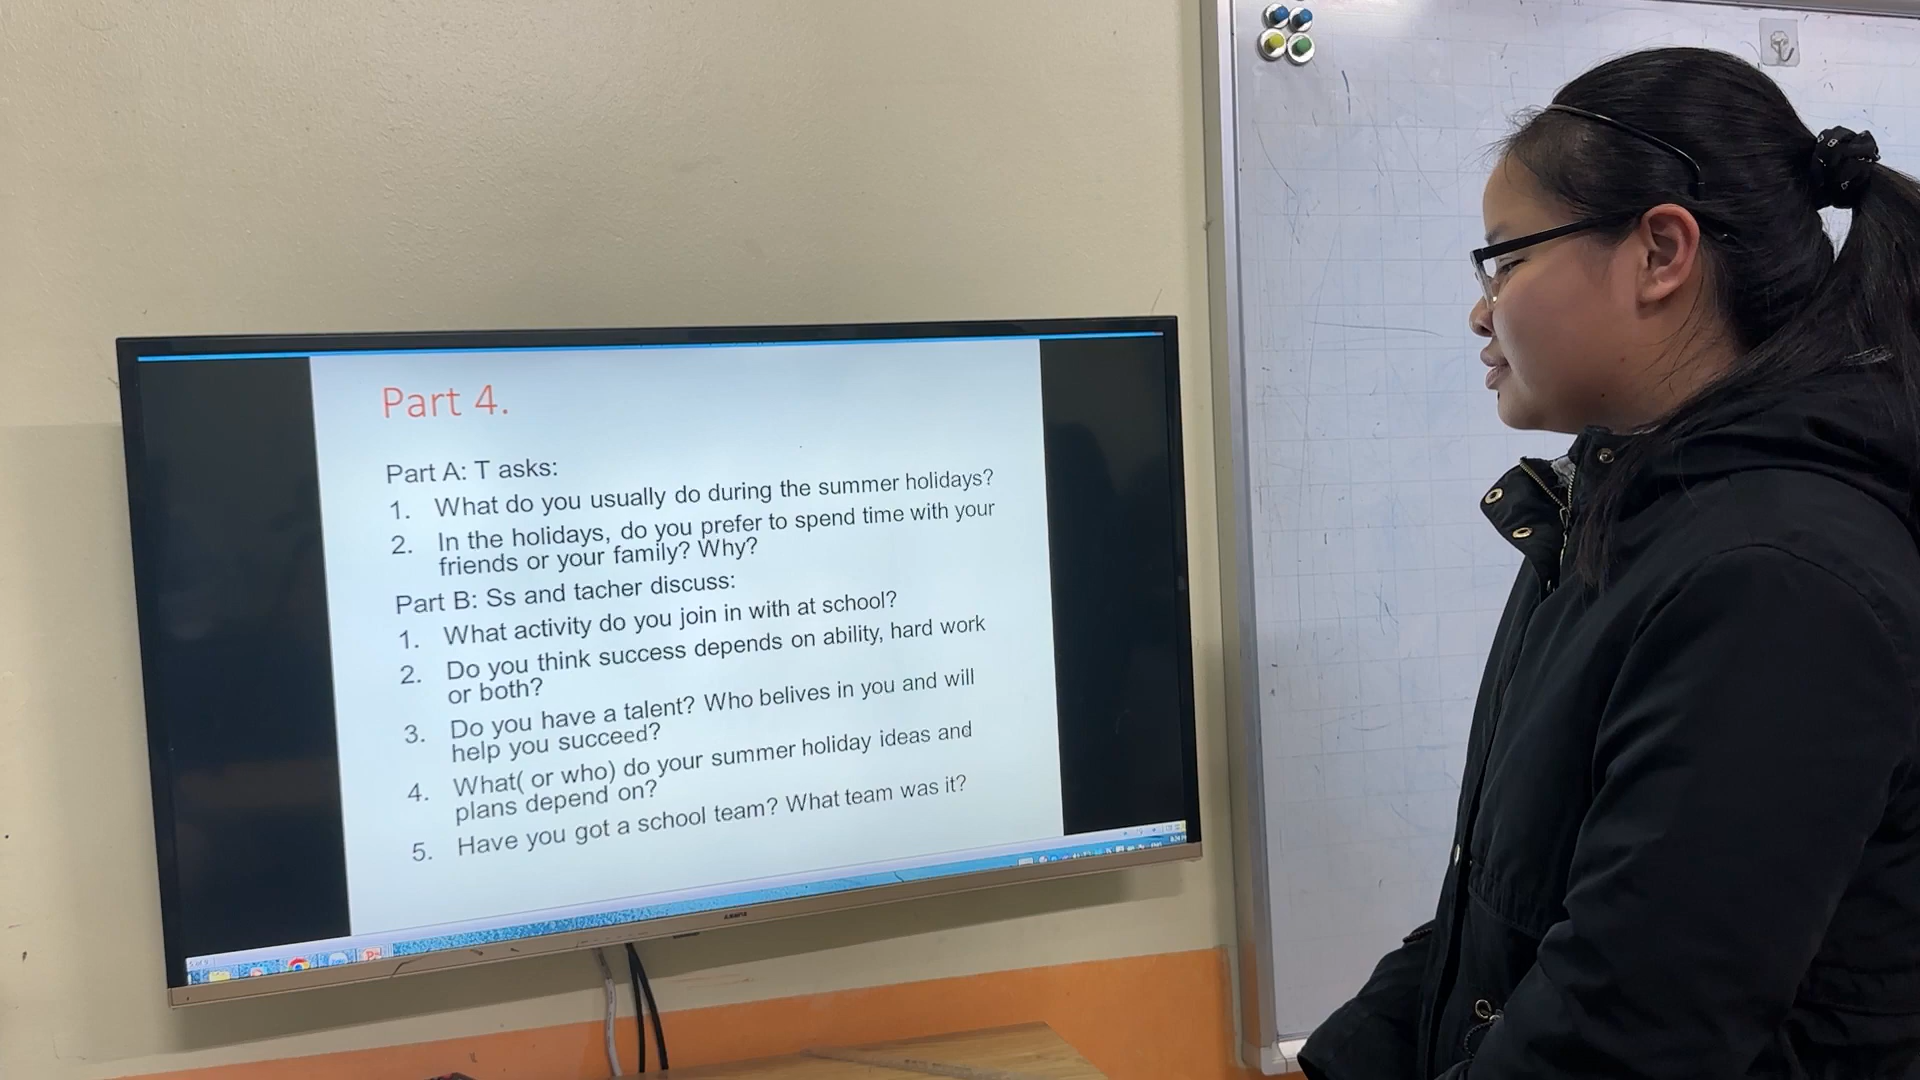 Part 4.
Part A: T asks:
1. What do you usually do during the summer holidays?
2. In the holidays, do you prefer to spend time with your
friends or your family? Why?
Part B: Ss and tacher discuss:
1. What activity do you join in with at school?
2. Do you think success depends on ability, hard work
or both?
3. Do you have a talent? Who belives in you and will
help you succeed?
4. What( or who) do your summer holiday ideas and
plans depend on?
5. Have you got a school team? What team was it?